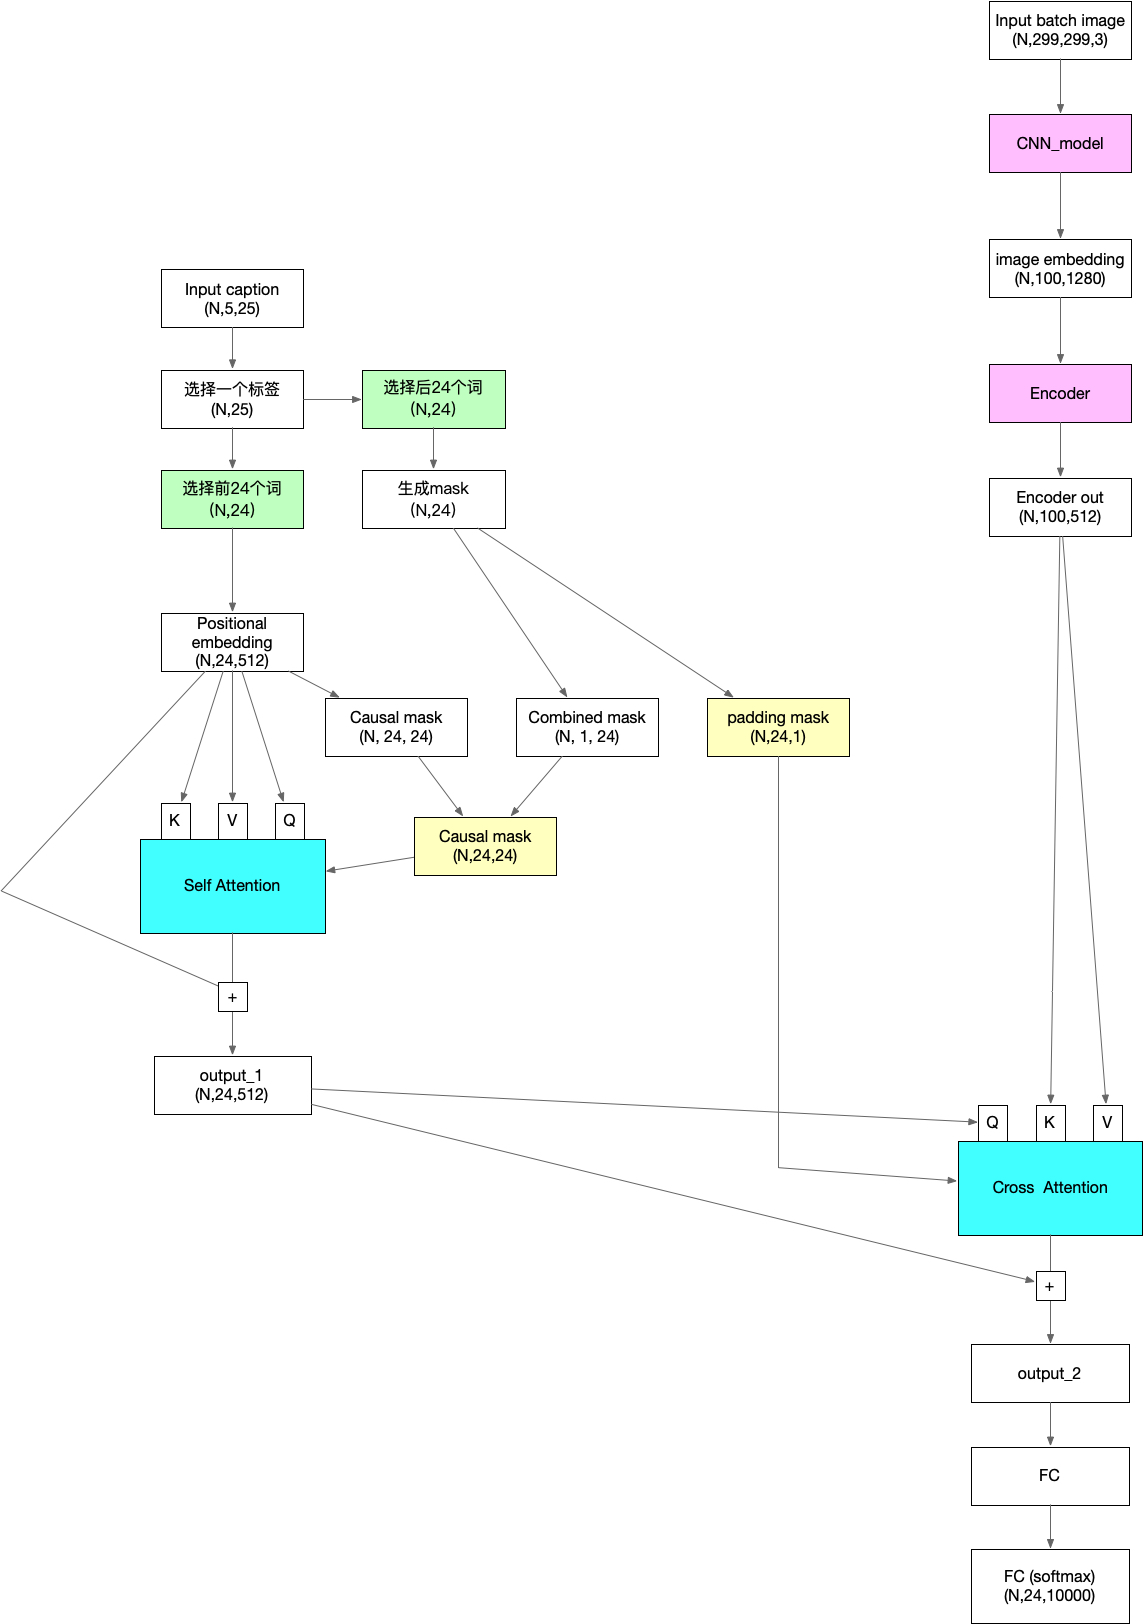 Input batch image
(N,299,299,3)
CNN_model
image embedding
(N,100,1280)
Input caption
(N,5,25)
选择一个标签
(N,25)
选择后24个词
(N,24)
Encoder
选择前24个词
(N,24)
生成mask
(N,24)
Encoder out
(N,100,512)
Positional
embedding
(N,24,512)
Causal mask
(N, 24, 24)
Combined mask
(N, 1, 24)
padding mask
(N,24,1)
K
V
Q
Causal mask
(N,24,24)
Self Attention
+
output_1
(N,24,512)
Q
K
V
Cross  Attention
+
output_2
FC
FC (softmax)
(N,24,10000)